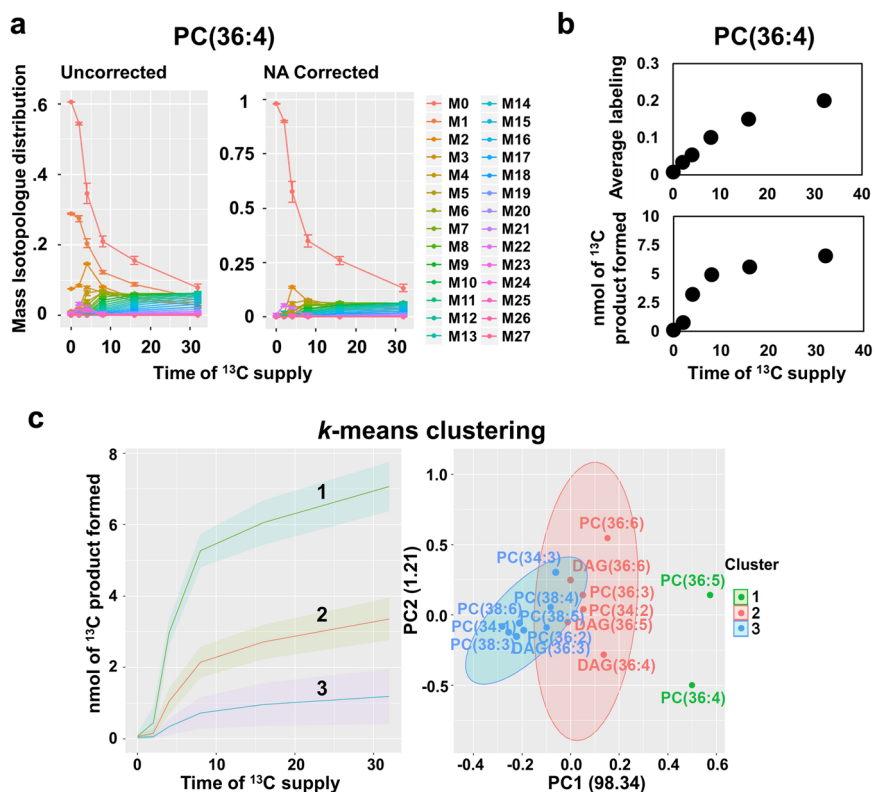 a
PC(36:4)
Uncorrected
NA Corrected
Mass Isotopologue distribution
.6
.4
.2
0
1
0.75
0.5
0.25
0
0 10 20 30
0 10 20 30
Time of ¹³C supply
M0 M14
M1 M15
M2 M16
M3 M17
M4 M18
M5 M19
M6 M20
M7 M21
M8 M22
M9 M23
M10 M24
M11 M25
M12 M26
M13 M27
b
PC(36:4)
Average labeling
0.3
0.2
0.1
0
0 10 20 30 40
nmol of ¹³C
product formed
10
7.5
5
2.5
0
0 10 20 30 40
Time of ¹³C supply
c
k-means clustering
nmol of ¹³C product formed
8
6
4
2
0
1
2
3
0 10 20 30
Time of ¹³C supply
PC2 (1.21)
1.0
0.5
0.0
-0.5
PC(36:6)
PC(34:3)
DAG(36:6)
PC(36:5)
PC(36:3)
PC(38:4)
PC(38:6)
PC(34:2)
PC(38:5)
PC(34:1)
DAG(36:5)
PC(36:2)
PC(38:3)
DAG(36:3)
DAG(36:4)
PC(36:4)
-0.4 -0.2 0.0 0.2 0.4 0.6
PC1 (98.34)
Cluster
1
2
3